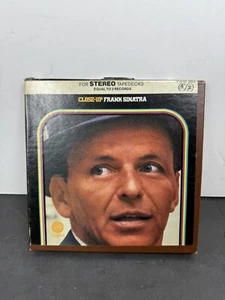 FOR STEREO TAPEDECKS
EQUAL TO 2 RECORDS
CLOSE-UP FRANK SINATRA